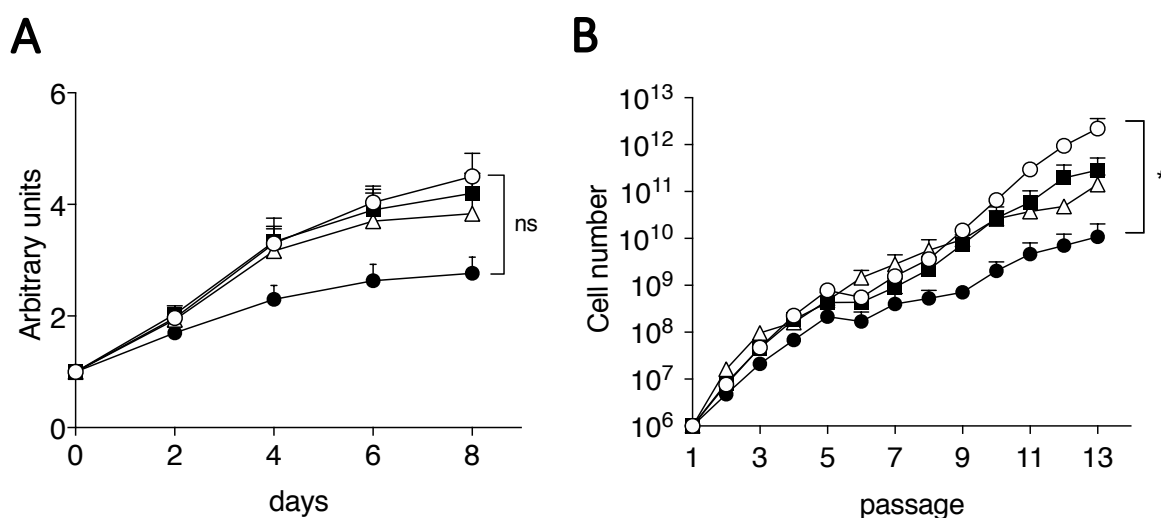 A
6
4
2
0
Arbitrary units
ns
0 2 4 6 8
days
B
10¹³
10¹²
10¹¹
10¹⁰
10⁹
10⁸
10⁷
10⁶
Cell number
*
1 3 5 7 9 11 13
passage